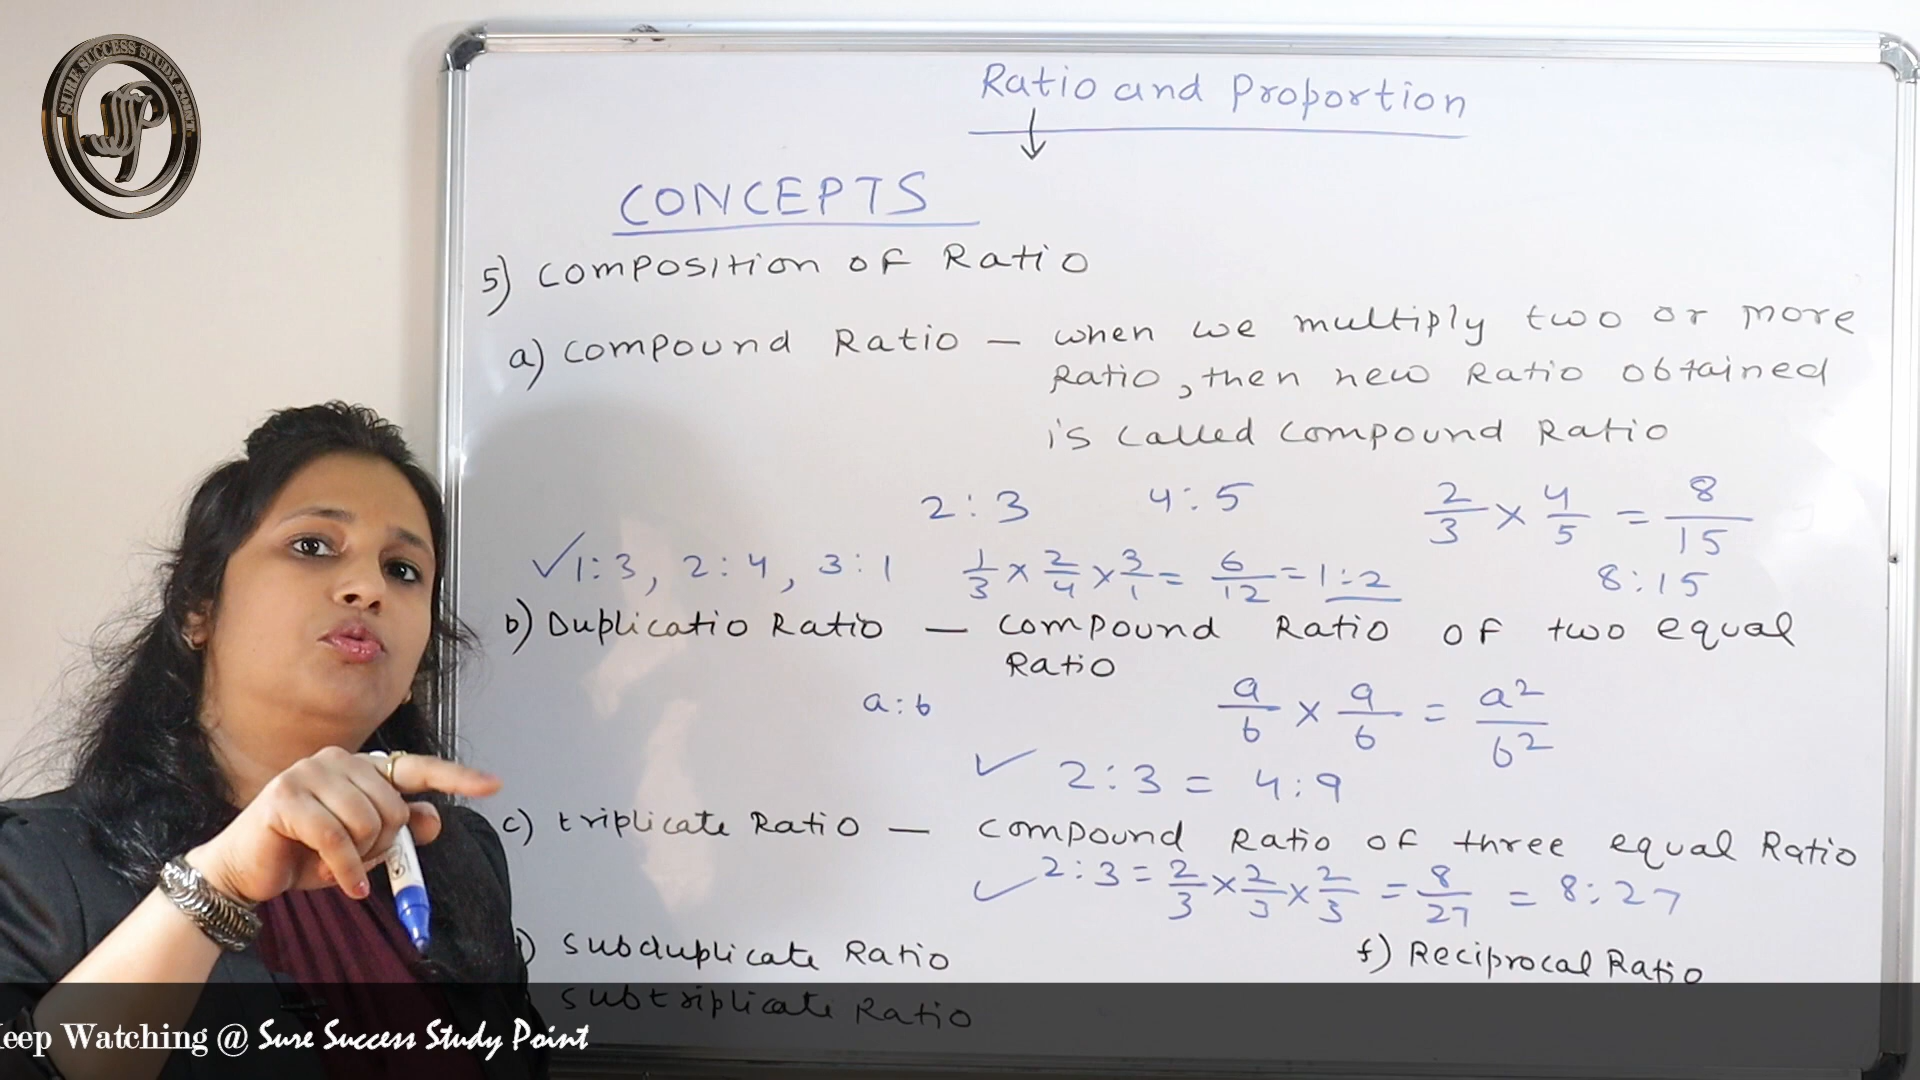 SURE SUCCESS STUDY POINT
Ratio and Proportion
CONCEPTS
5) Composition of Ratio
a) Compound Ratio — when we multiply two or more
Ratio, then new Ratio obtained
is called compound Ratio
2:3 4:5 2/3 × 4/5 = 8/15
✓1:3, 2:4, 3:1 1/3 × 2/4 × 3/1 = 6/12 = 1:2 8:15
b) Duplicatio Ratio — compound Ratio of two equal
Ratio
a:b a/b × a/b = a²/b²
✓ 2:3 = 4:9
c) triplicate Ratio — compound Ratio of three equal Ratio
✓ 2:3 = 2/3 × 2/3 × 2/3 = 8/27 = 8:27
) subduplicate Ratio f) Reciprocal Ratio
subtriplicate Ratio
eep Watching @ Sure Success Study Point